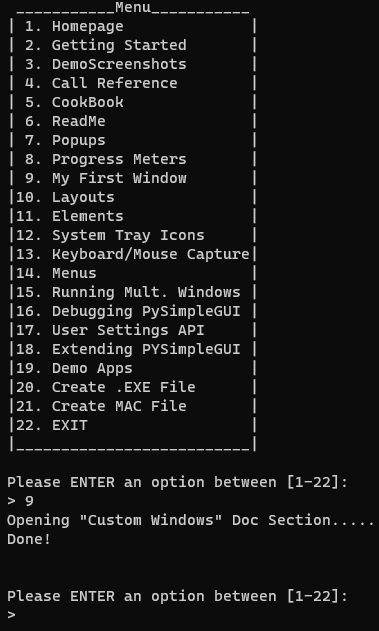 ___________Menu___________
| 1. Homepage              |
| 2. Getting Started       |
| 3. DemoScreenshots       |
| 4. Call Reference        |
| 5. CookBook              |
| 6. ReadMe                |
| 7. Popups                |
| 8. Progress Meters       |
| 9. My First Window       |
|10. Layouts               |
|11. Elements              |
|12. System Tray Icons     |
|13. Keyboard/Mouse Capture|
|14. Menus                 |
|15. Running Mult. Windows |
|16. Debugging PySimpleGUI |
|17. User Settings API     |
|18. Extending PYSimpleGUI |
|19. Demo Apps             |
|20. Create .EXE File      |
|21. Create MAC File       |
|22. EXIT                  |
|__________________________|

Please ENTER an option between [1-22]:
> 9
Opening "Custom Windows" Doc Section.....
Done!


Please ENTER an option between [1-22]:
>